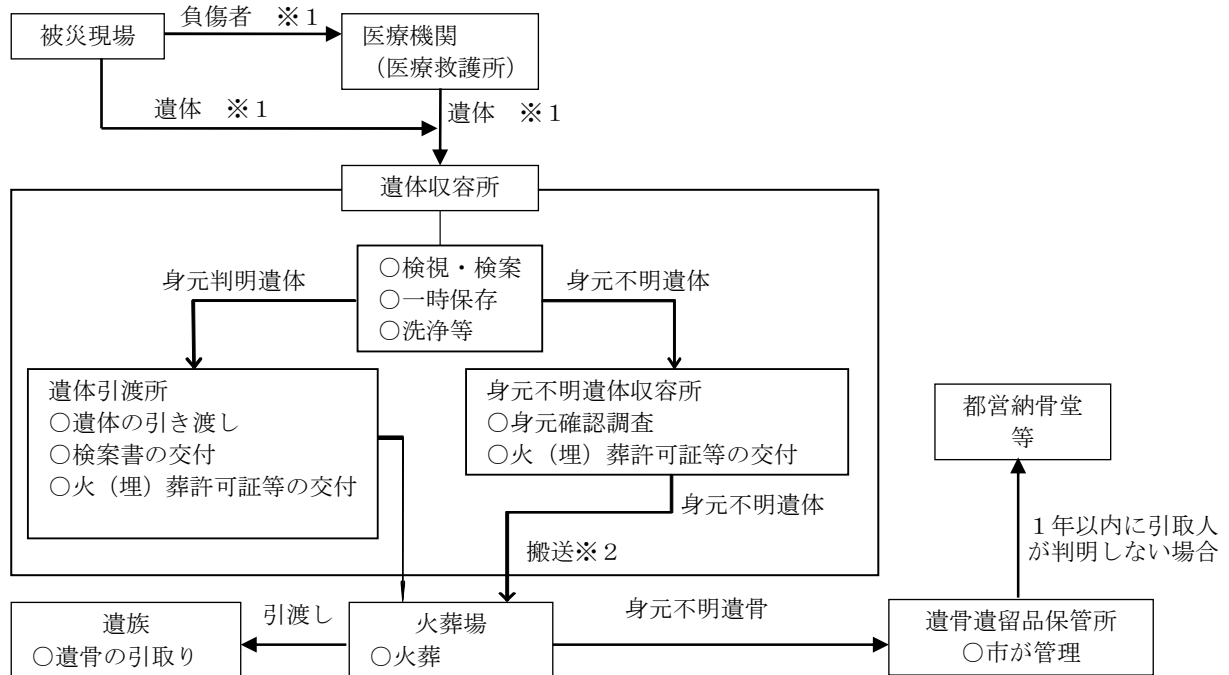 被災現場
負傷者　※１
医療機関
（医療救護所）
遺体　※１
遺体　※１
遺体収容所
○検視・検案
○一時保存
○洗浄等
身元判明遺体
身元不明遺体
遺体引渡所
○遺体の引き渡し
○検案書の交付
○火（埋）葬許可証等の交付
身元不明遺体収容所
○身元確認調査
○火（埋）葬許可証等の交付
都営納骨堂
等
身元不明遺体
搬送※２
１年以内に引取人
が判明しない場合
遺族
○遺骨の引取り
引渡し
火葬場
○火葬
身元不明遺骨
遺骨遺留品保管所
○市が管理